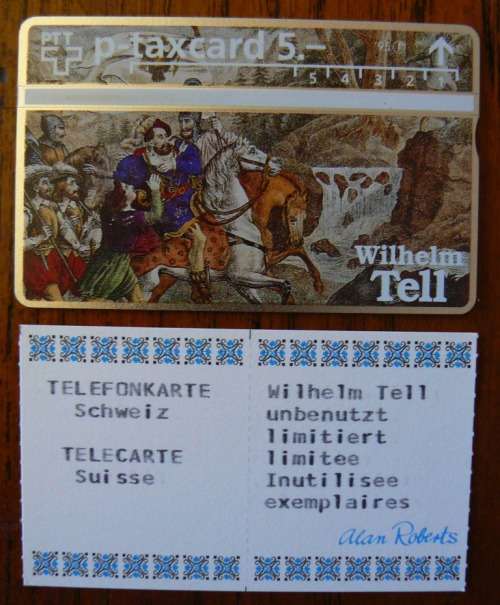 PTT
p-taxcard 5.–
5 4 3 2 1
Wilhelm
Tell
TELEFONKARTE
Schweiz
TELECARTE
Suisse
Wilhelm Tell
unbenutzt
limitiert
limitee
Inutilisee
exemplaires
Alan Roberts